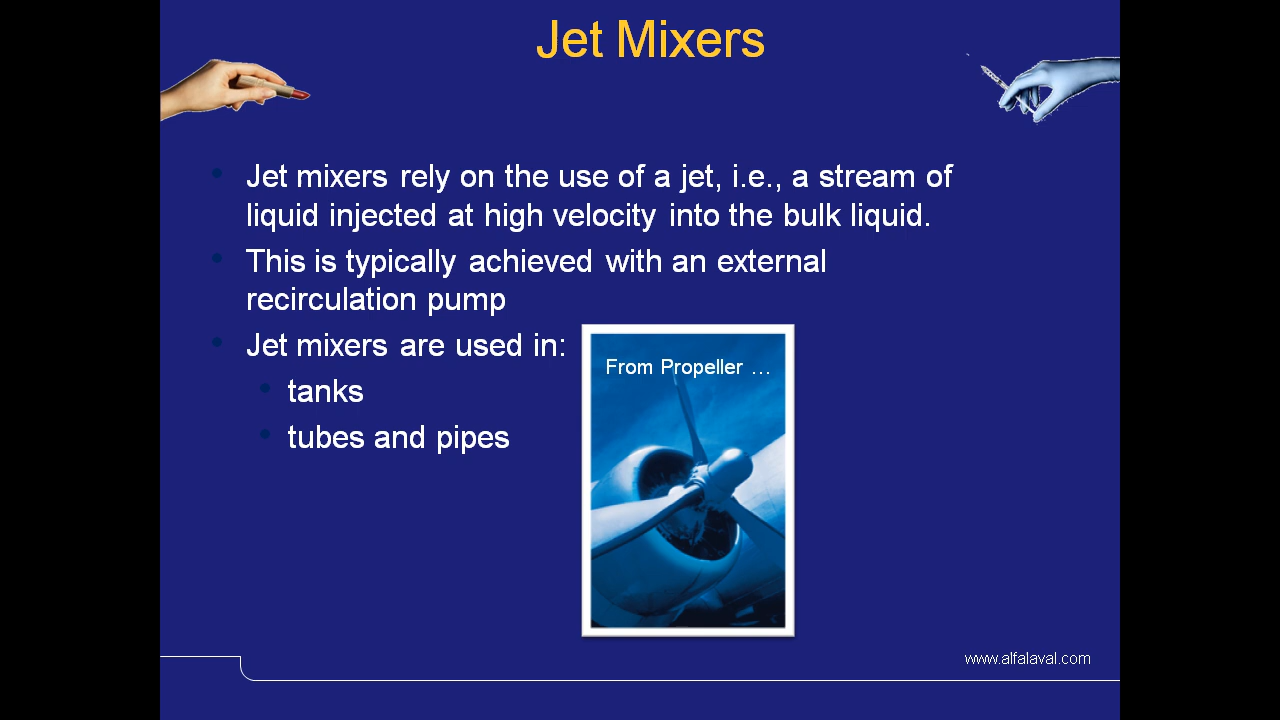 Jet Mixers
Jet mixers rely on the use of a jet, i.e., a stream of
liquid injected at high velocity into the bulk liquid.
This is typically achieved with an external
recirculation pump
Jet mixers are used in:
tanks
tubes and pipes
From Propeller …
www.alfalaval.com